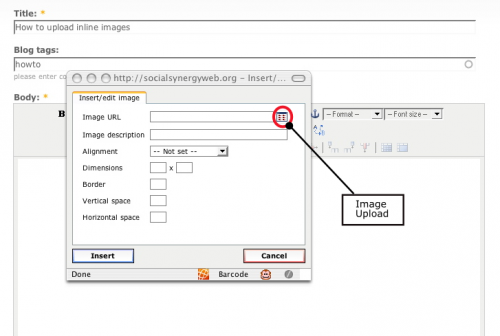 Title: *
How to upload inline images
Blog tags:
howto
please enter co
http://socialsynergyweb.org – Insert/...
Insert/edit image
Body: *
B
Image URL
-- Format --
-- Font size --
Image description
Alignment
-- Not set --
Dimensions
x
Border
Vertical space
Horizontal space
Image
Upload
Insert
Cancel
Done
Barcode